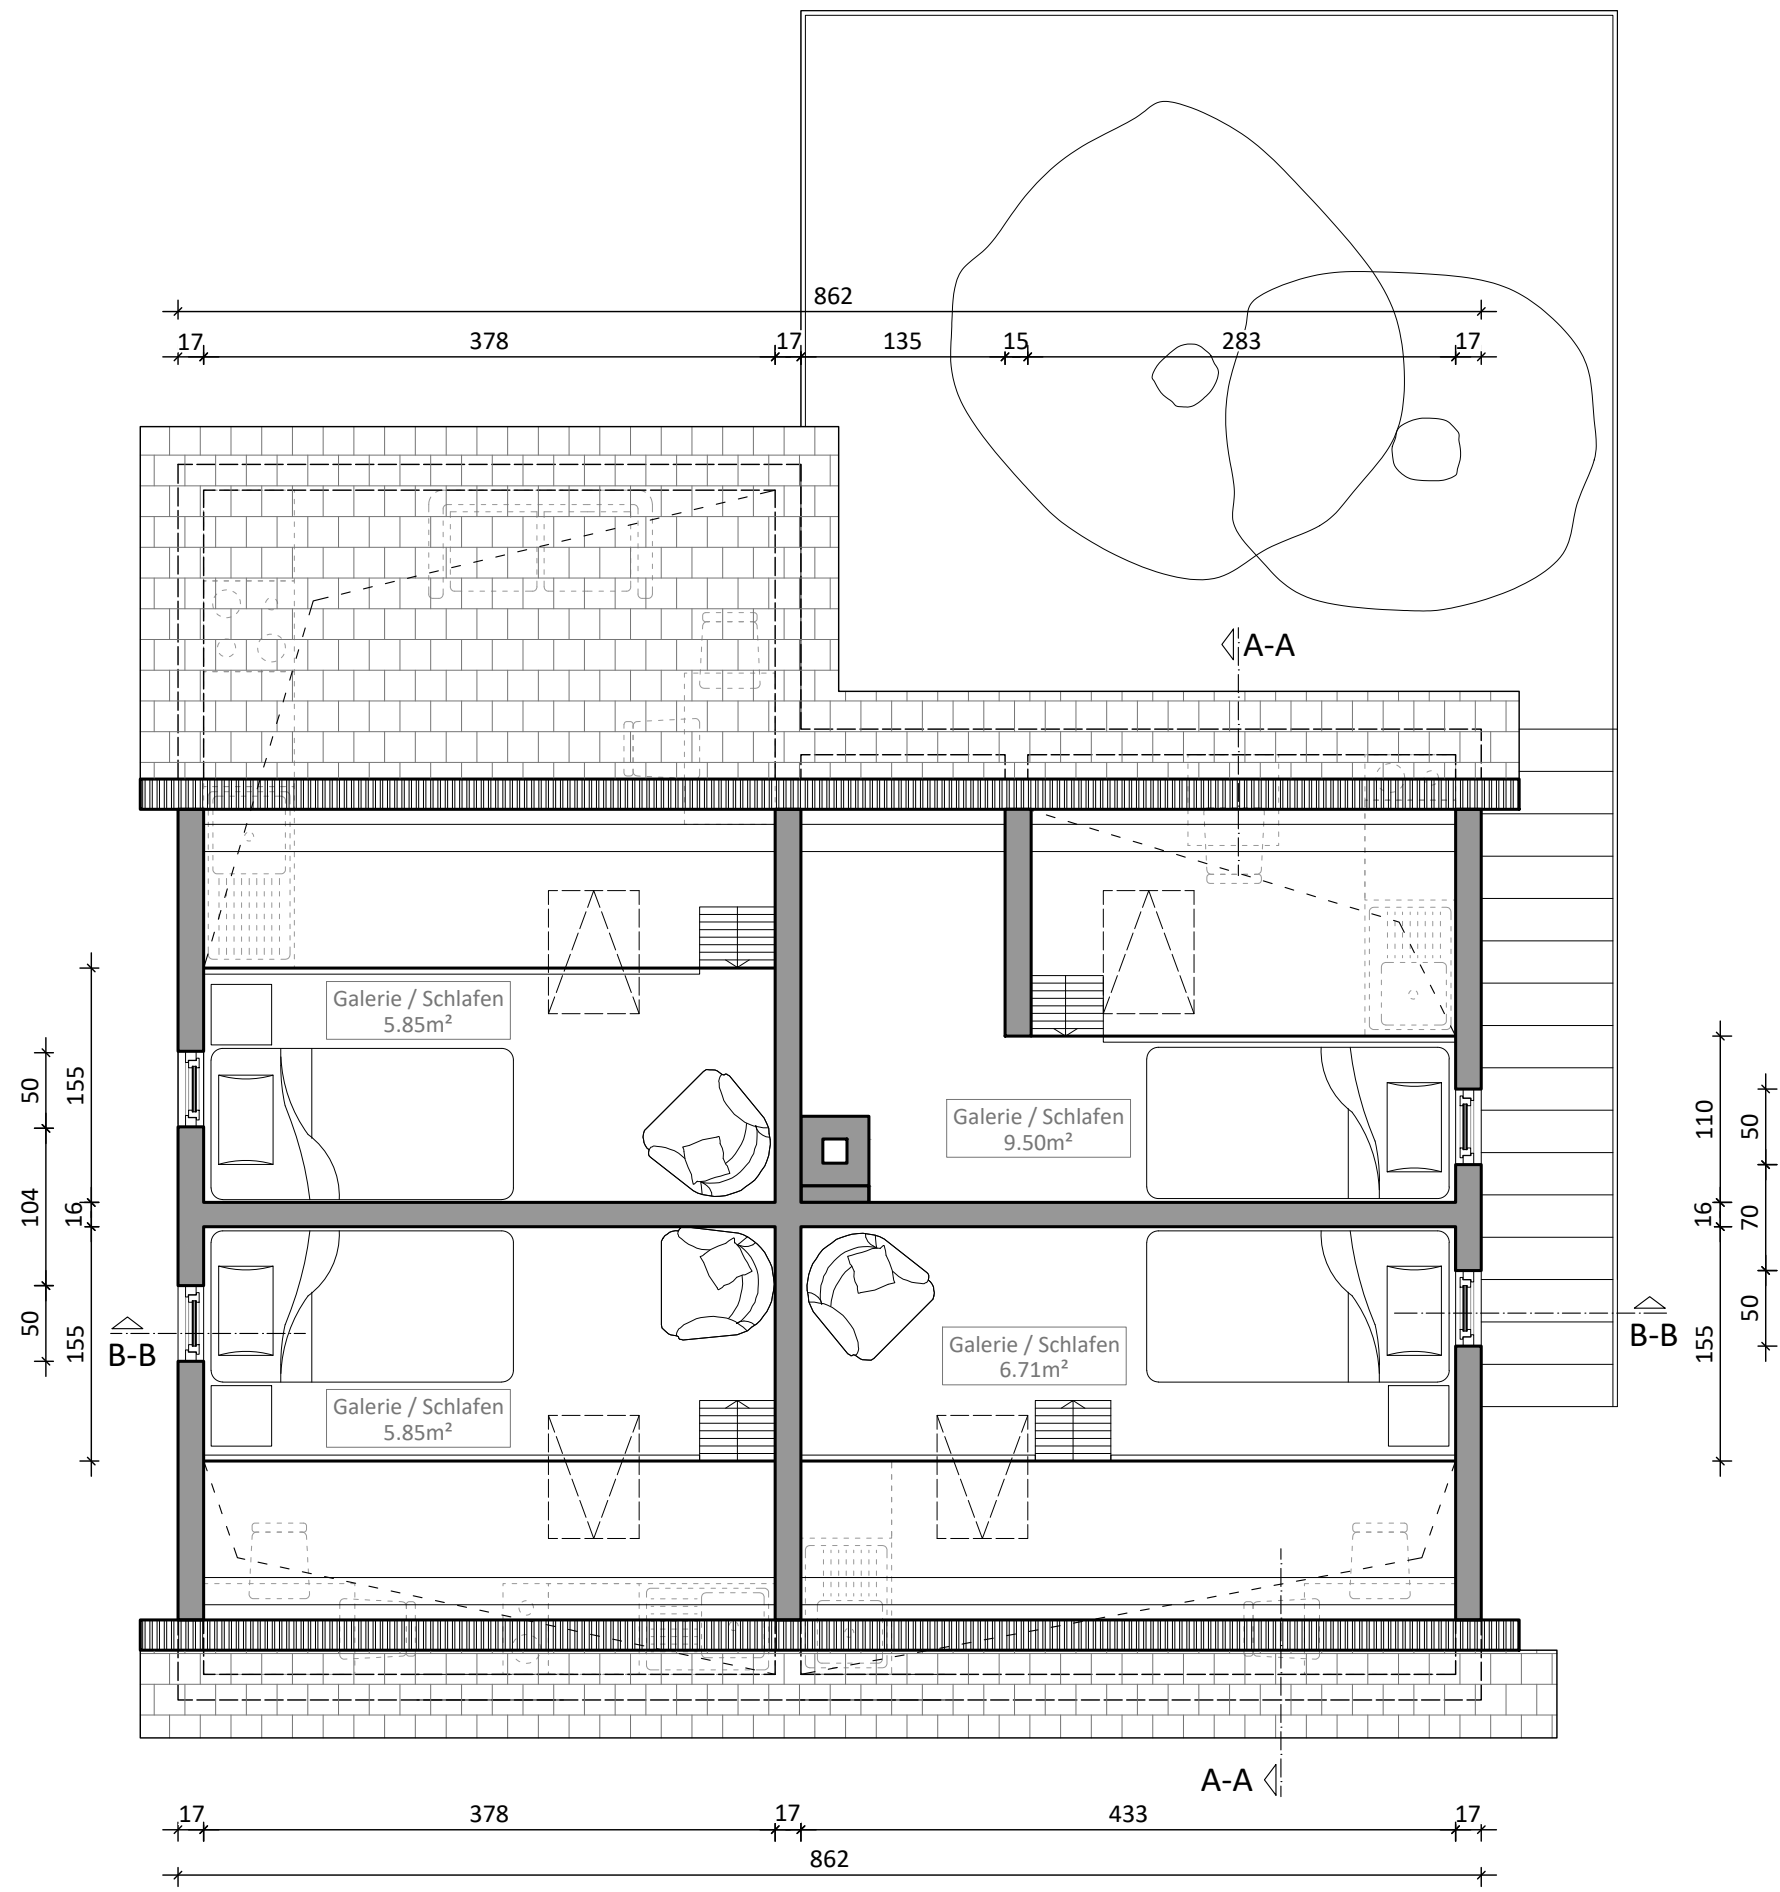 862
17
378
17
135
15
283
17
A-A
Galerie / Schlafen
5.85m²
Galerie / Schlafen
9.50m²
Galerie / Schlafen
5.85m²
Galerie / Schlafen
6.71m²
50
104
50
155
16
155
B-B
110
16
155
50
70
50
B-B
A-A
17
378
17
433
17
862